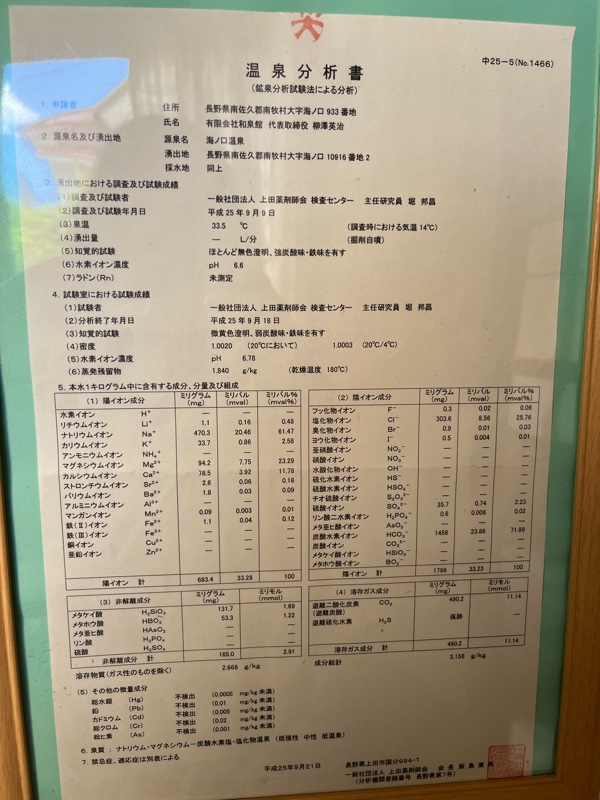 温泉分析書
中25-5(No.1466)
(鉱泉分析試験法による分析)
1. 申請者 住所 長野県南佐久郡南牧村大字海ノ口 933 番地
氏名 有限会社和泉館 代表取締役 柳澤英治
2. 源泉名及び湧出地 源泉名 海ノ口温泉
湧出地 長野県南佐久郡南牧村大字海ノ口 10916 番地 2
採水地 同上
3. 湧出地における調査及び試験成績
(1)調査及び試験者 一般社団法人 上田薬剤師会 検査センター 主任研究員 堀 邦昌
(2)調査及び試験年月日 平成 25 年 9 月 9 日
(3)泉温 33.5 ℃ (調査時における気温 14℃)
(4)湧出量 — L/分 (掘削自噴)
(5)知覚的試験 ほとんど無色澄明、強炭酸味・鉄味を有す
(6)水素イオン濃度 pH 6.6
(7)ラドン(Rn) 未測定
4. 試験室における試験成績
(1)試験者 一般社団法人 上田薬剤師会 検査センター 主任研究員 堀 邦昌
(2)分析終了年月日 平成 25 年 9 月 18 日
(3)知覚的試験 微黄色澄明、弱炭酸味・鉄味を有す
(4)密度 1.0020 (20℃において) 1.0003 (20℃/4℃)
(5)水素イオン濃度 pH 6.78
(6)蒸発残留物 1.840 g/kg (乾燥温度 180℃)
5. 本水1キログラム中に含有する成分、分量及び組成
(1) 陽イオン成分 ミリグラム(mg) ミリバル(mval) ミリバル%(mval%)
水素イオン H⁺ — — —
リチウムイオン Li⁺ 1.1 0.16 0.48
ナトリウムイオン Na⁺ 470.3 20.46 61.47
カリウムイオン K⁺ 33.7 0.86 2.58
アンモニウムイオン NH₄⁺ — — —
マグネシウムイオン Mg²⁺ 94.2 7.75 23.29
カルシウムイオン Ca²⁺ 78.5 3.92 11.78
ストロンチウムイオン Sr²⁺ 2.6 0.06 0.18
バリウムイオン Ba²⁺ 1.8 0.03 0.09
アルミニウムイオン Al³⁺ — — —
マンガンイオン Mn²⁺ 0.09 0.003 0.01
鉄(Ⅱ)イオン Fe²⁺ 1.1 0.04 0.12
鉄(Ⅲ)イオン Fe³⁺ — — —
銅イオン Cu²⁺ — — —
亜鉛イオン Zn²⁺ — — —
陽イオン 計 683.4 33.28 100
(2) 陰イオン成分 ミリグラム(mg) ミリバル(mval) ミリバル%(mval%)
フッ化物イオン F⁻ 0.3 0.02 0.06
塩化物イオン Cl⁻ 303.6 8.56 25.76
臭化物イオン Br⁻ 0.9 0.01 0.03
ヨウ化物イオン I⁻ 0.5 0.004 0.01
亜硝酸イオン NO₂⁻ — — —
硝酸イオン NO₃⁻ — — —
水酸化物イオン OH⁻ — — —
硫化水素イオン HS⁻ — — —
硫酸水素イオン HSO₄⁻ — — —
チオ硫酸イオン S₂O₃²⁻ — — —
硫酸イオン SO₄²⁻ 35.7 0.74 2.23
リン酸二水素イオン H₂PO₄⁻ 0.6 0.006 0.02
メタ亜ヒ酸イオン AsO₂⁻ — — —
炭酸水素イオン HCO₃⁻ 1458 23.89 71.89
炭酸イオン CO₃²⁻ — — —
メタケイ酸イオン HSiO₃⁻ — — —
メタホウ酸イオン BO₂⁻ — — —
陰イオン 計 1799 33.23 100
(3) 非解離成分 ミリグラム(mg) ミリモル(mmol)
メタケイ酸 H₂SiO₃ 131.7 1.69
メタホウ酸 HBO₂ 53.3 1.22
メタ亜ヒ酸 HAsO₂ — —
リン酸 H₃PO₄ — —
硫酸 H₂SO₄ — —
非解離成分 計 185.0 2.91
(4) 溶存ガス成分 ミリグラム(mg) ミリモル(mmol)
遊離二酸化炭素 CO₂ 490.2 11.14
(遊離炭酸)
遊離硫化水素 H₂S 痕跡 —
溶存ガス成分 計 490.2 11.14
溶存物質(ガス性のものを除く) 2.668 g/kg 成分総計 3.158 g/kg
(5) その他の微量成分
総水銀 (Hg) 不検出 (0.0005 mg/kg 未満)
鉛 (Pb) 不検出 (0.01 mg/kg 未満)
カドミウム (Cd) 不検出 (0.005 mg/kg 未満)
総クロム (Cr) 不検出 (0.02 mg/kg 未満)
総ヒ素 (As) 不検出 (0.001 mg/kg 未満)
6. 泉質 : ナトリウム・マグネシウム－炭酸水素塩・塩化物温泉 (低張性 中性 低温泉)
7. 禁忌症、適応症は別表による
平成25年9月21日
長野県上田市国分994-1
一般社団法人 上田薬剤師会 会長 飯島康典
(分析機関登録番号 長野県第7号)